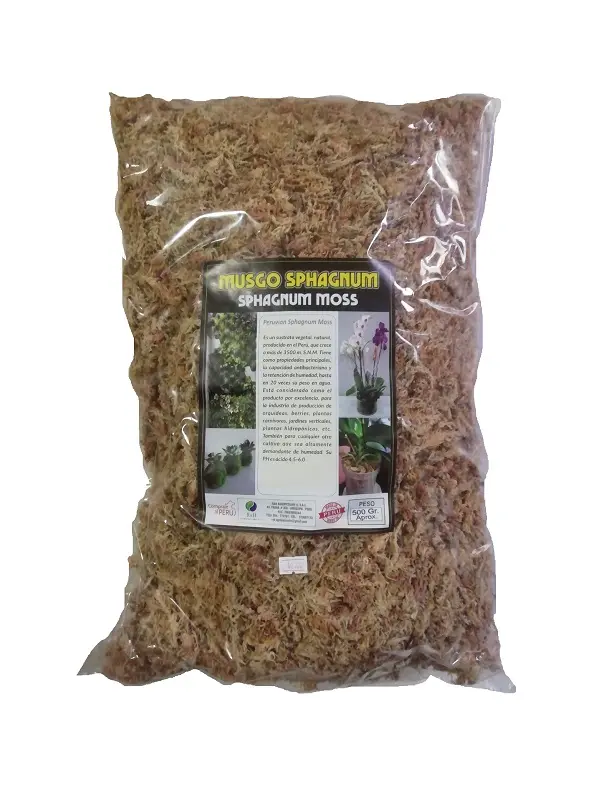 MUSGO SPHAGNUM
SPHAGNUM MOSS
Peruvian Sphagnum Moss
Es un sustrato vegetal natural,
producido en el Perú, que crece
a más de 3500 m. S.N.M. Tiene
como propiedades principales,
la capacidad antibacteriana y
la retención de humedad, hasta
en 20 veces su peso en agua.
Está considerado como el
producto por excelencia, para
la industria de producción de
orquídeas, berries, plantas
carnívoras, jardines verticales,
plantas hidropónicas, etc.
También para cualquier otro
cultivo que sea altamente
demandante de humedad. Su
PH es ácido 4.5-6.0
PERÚ
PERU
PESO
500 Gr.
Aprox.